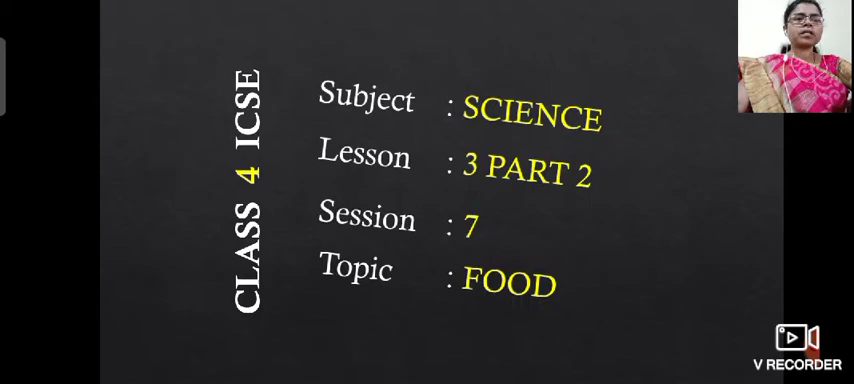 CLASS 4 ICSE
Subject : SCIENCE
Lesson : 3 PART 2
Session : 7
Topic : FOOD
V RECORDER